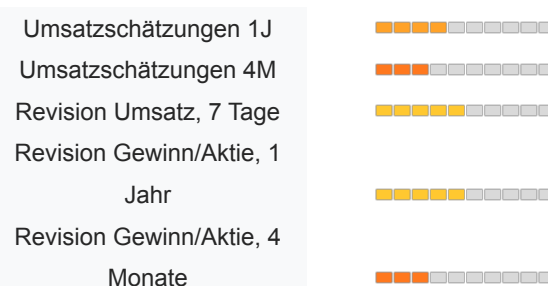 Umsatzschätzungen 1J
Umsatzschätzungen 4M
Revision Umsatz, 7 Tage
Revision Gewinn/Aktie, 1
Jahr
Revision Gewinn/Aktie, 4
Monate